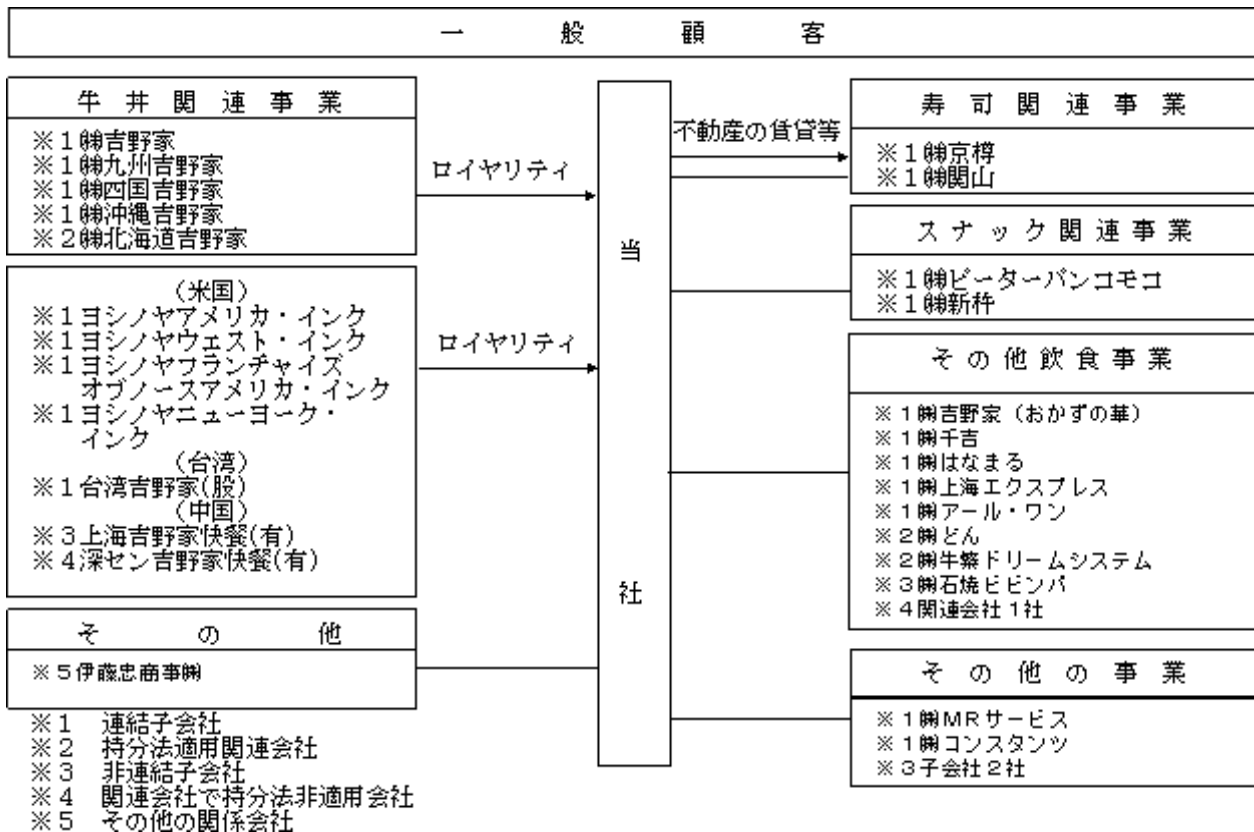 一般顧客
牛丼関連事業
※1㈱吉野家
※1㈱九州吉野家
※1㈱四国吉野家
※1㈱沖縄吉野家
※2㈱北海道吉野家
(米国)
※1ヨシノヤアメリカ・インク
※1ヨシノヤウェスト・インク
※1ヨシノヤフランチャイズ
オブノースアメリカ・インク
※1ヨシノヤニューヨーク・
インク
(台湾)
※1台湾吉野家(股)
(中国)
※3上海吉野家快餐(有)
※4深セン吉野家快餐(有)
その他
※5伊藤忠商事㈱
ロイヤリティ
ロイヤリティ
当社
不動産の賃貸等
寿司関連事業
※1㈱京樽
※1㈱関山
スナック関連事業
※1㈱ピーターパンコモコ
※1㈱新杵
その他飲食事業
※1㈱吉野家(おかずの華)
※1㈱千吉
※1㈱はなまる
※1㈱上海エクスプレス
※1㈱アール・ワン
※2㈱どん
※2㈱牛繁ドリームシステム
※3㈱石焼ビビンパ
※4関連会社1社
その他の事業
※1㈱MRサービス
※1㈱コンスタンツ
※3子会社2社
※1 連結子会社
※2 持分法適用関連会社
※3 非連結子会社
※4 関連会社で持分法非適用会社
※5 その他の関係会社